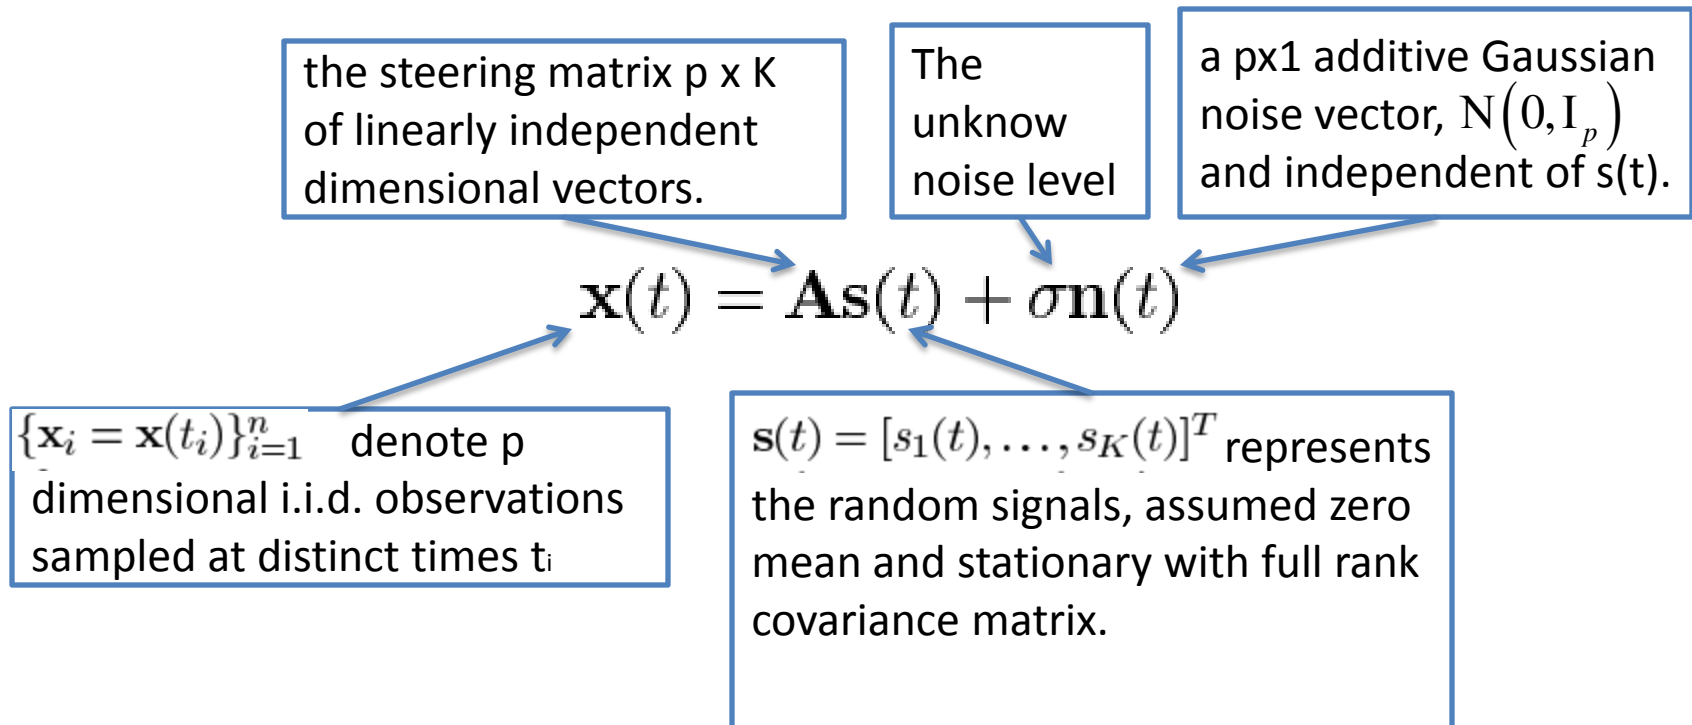 the steering matrix p x K
of linearly independent
dimensional vectors.
The
unknow
noise level
a px1 additive Gaussian
noise vector, N(0,I_p)
and independent of s(t).
x(t) = As(t) + σn(t)
{x_i = x(t_i)}_{i=1}^n denote p
dimensional i.i.d. observations
sampled at distinct times t_i
s(t) = [s_1(t), . . . , s_K(t)]^T represents
the random signals, assumed zero
mean and stationary with full rank
covariance matrix.